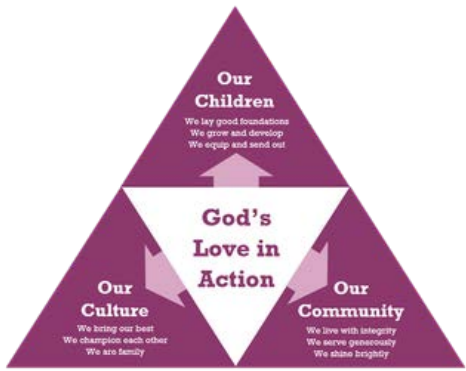 Our
Children
We lay good foundations
We grow and develop
We equip and send out
God's
Love in
Action
Our
Culture
We bring our best
We champion each other
We are family
Our
Community
We live with integrity
We serve generously
We shine brightly